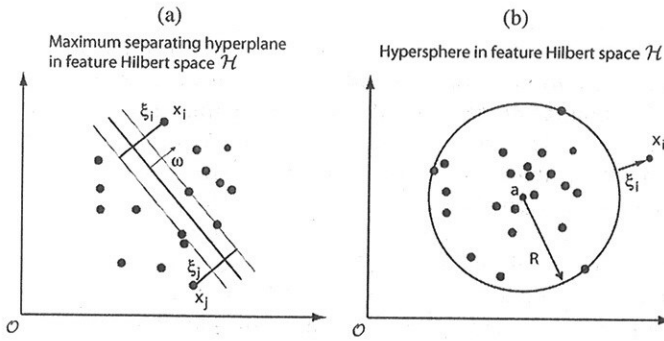 (a)
Maximum separating hyperplane
in feature Hilbert space ℋ
ξᵢ xᵢ
ω
ξⱼ
xⱼ
𝒪
(b)
Hypersphere in feature Hilbert space ℋ
xᵢ
ξᵢ
a
R
𝒪